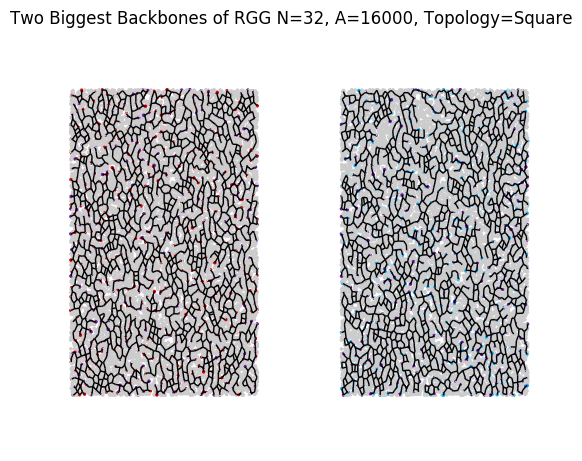 Two Biggest Backbones of RGG N=32, A=16000, Topology=Square